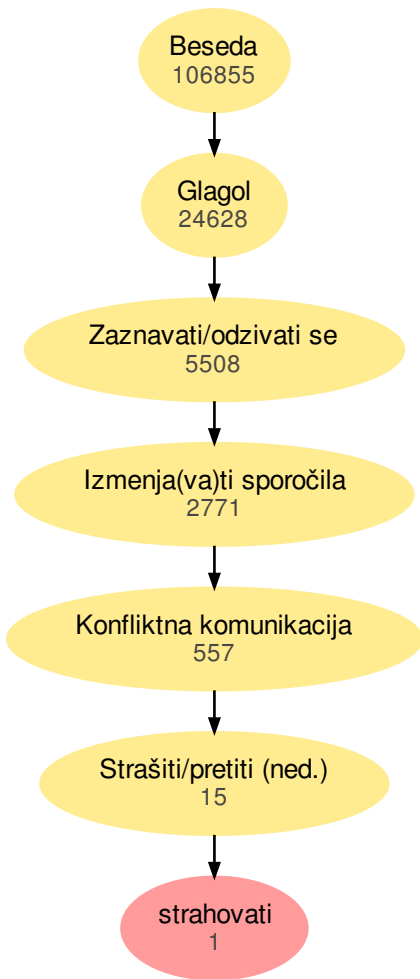 Beseda
106855
Glagol
24628
Zaznavati/odzivati se
5508
Izmenja(va)ti sporočila
2771
Konfliktna komunikacija
557
Strašiti/pretiti (ned.)
15
strahovati
1